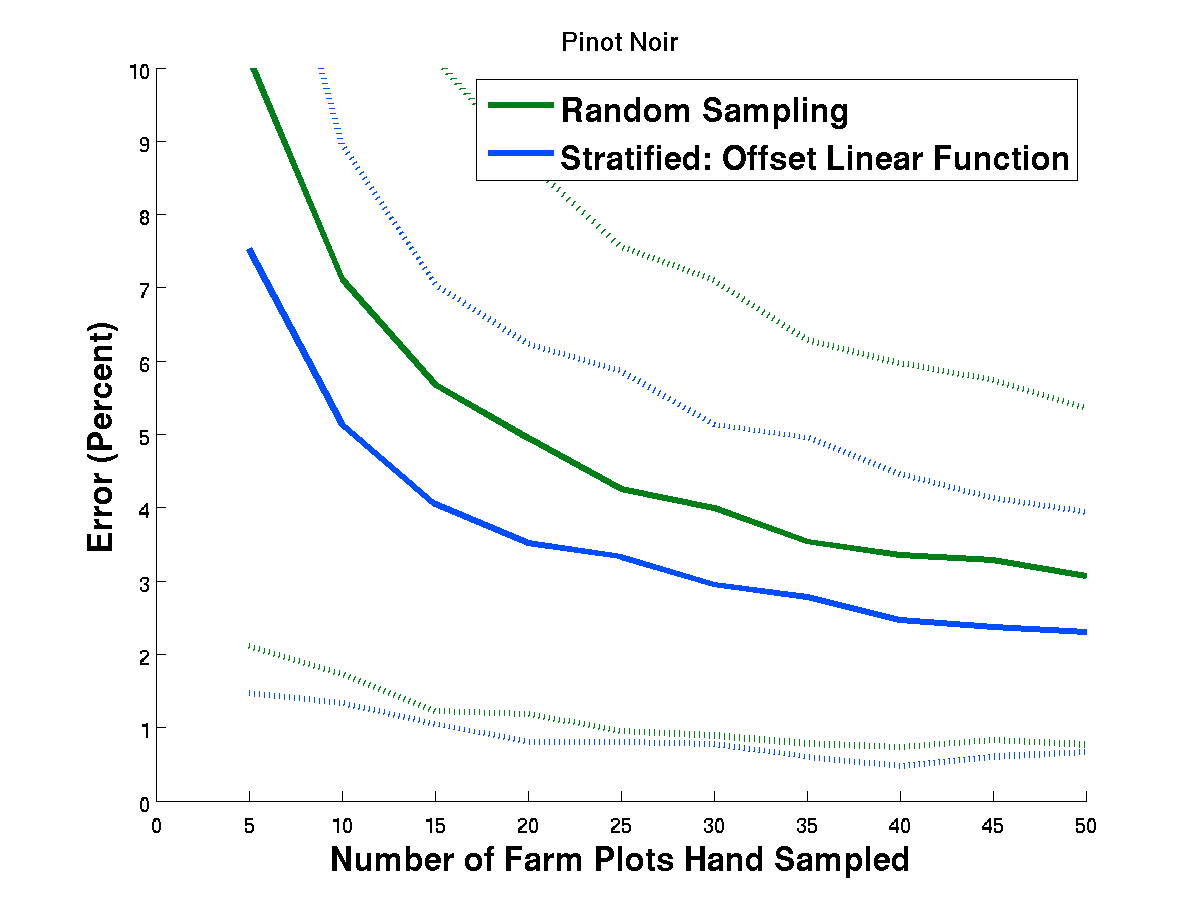 Pinot Noir
Random Sampling
Stratified: Offset Linear Function
Error (Percent)
10
9
8
7
6
5
4
3
2
1
0
0 5 10 15 20 25 30 35 40 45 50
Number of Farm Plots Hand Sampled